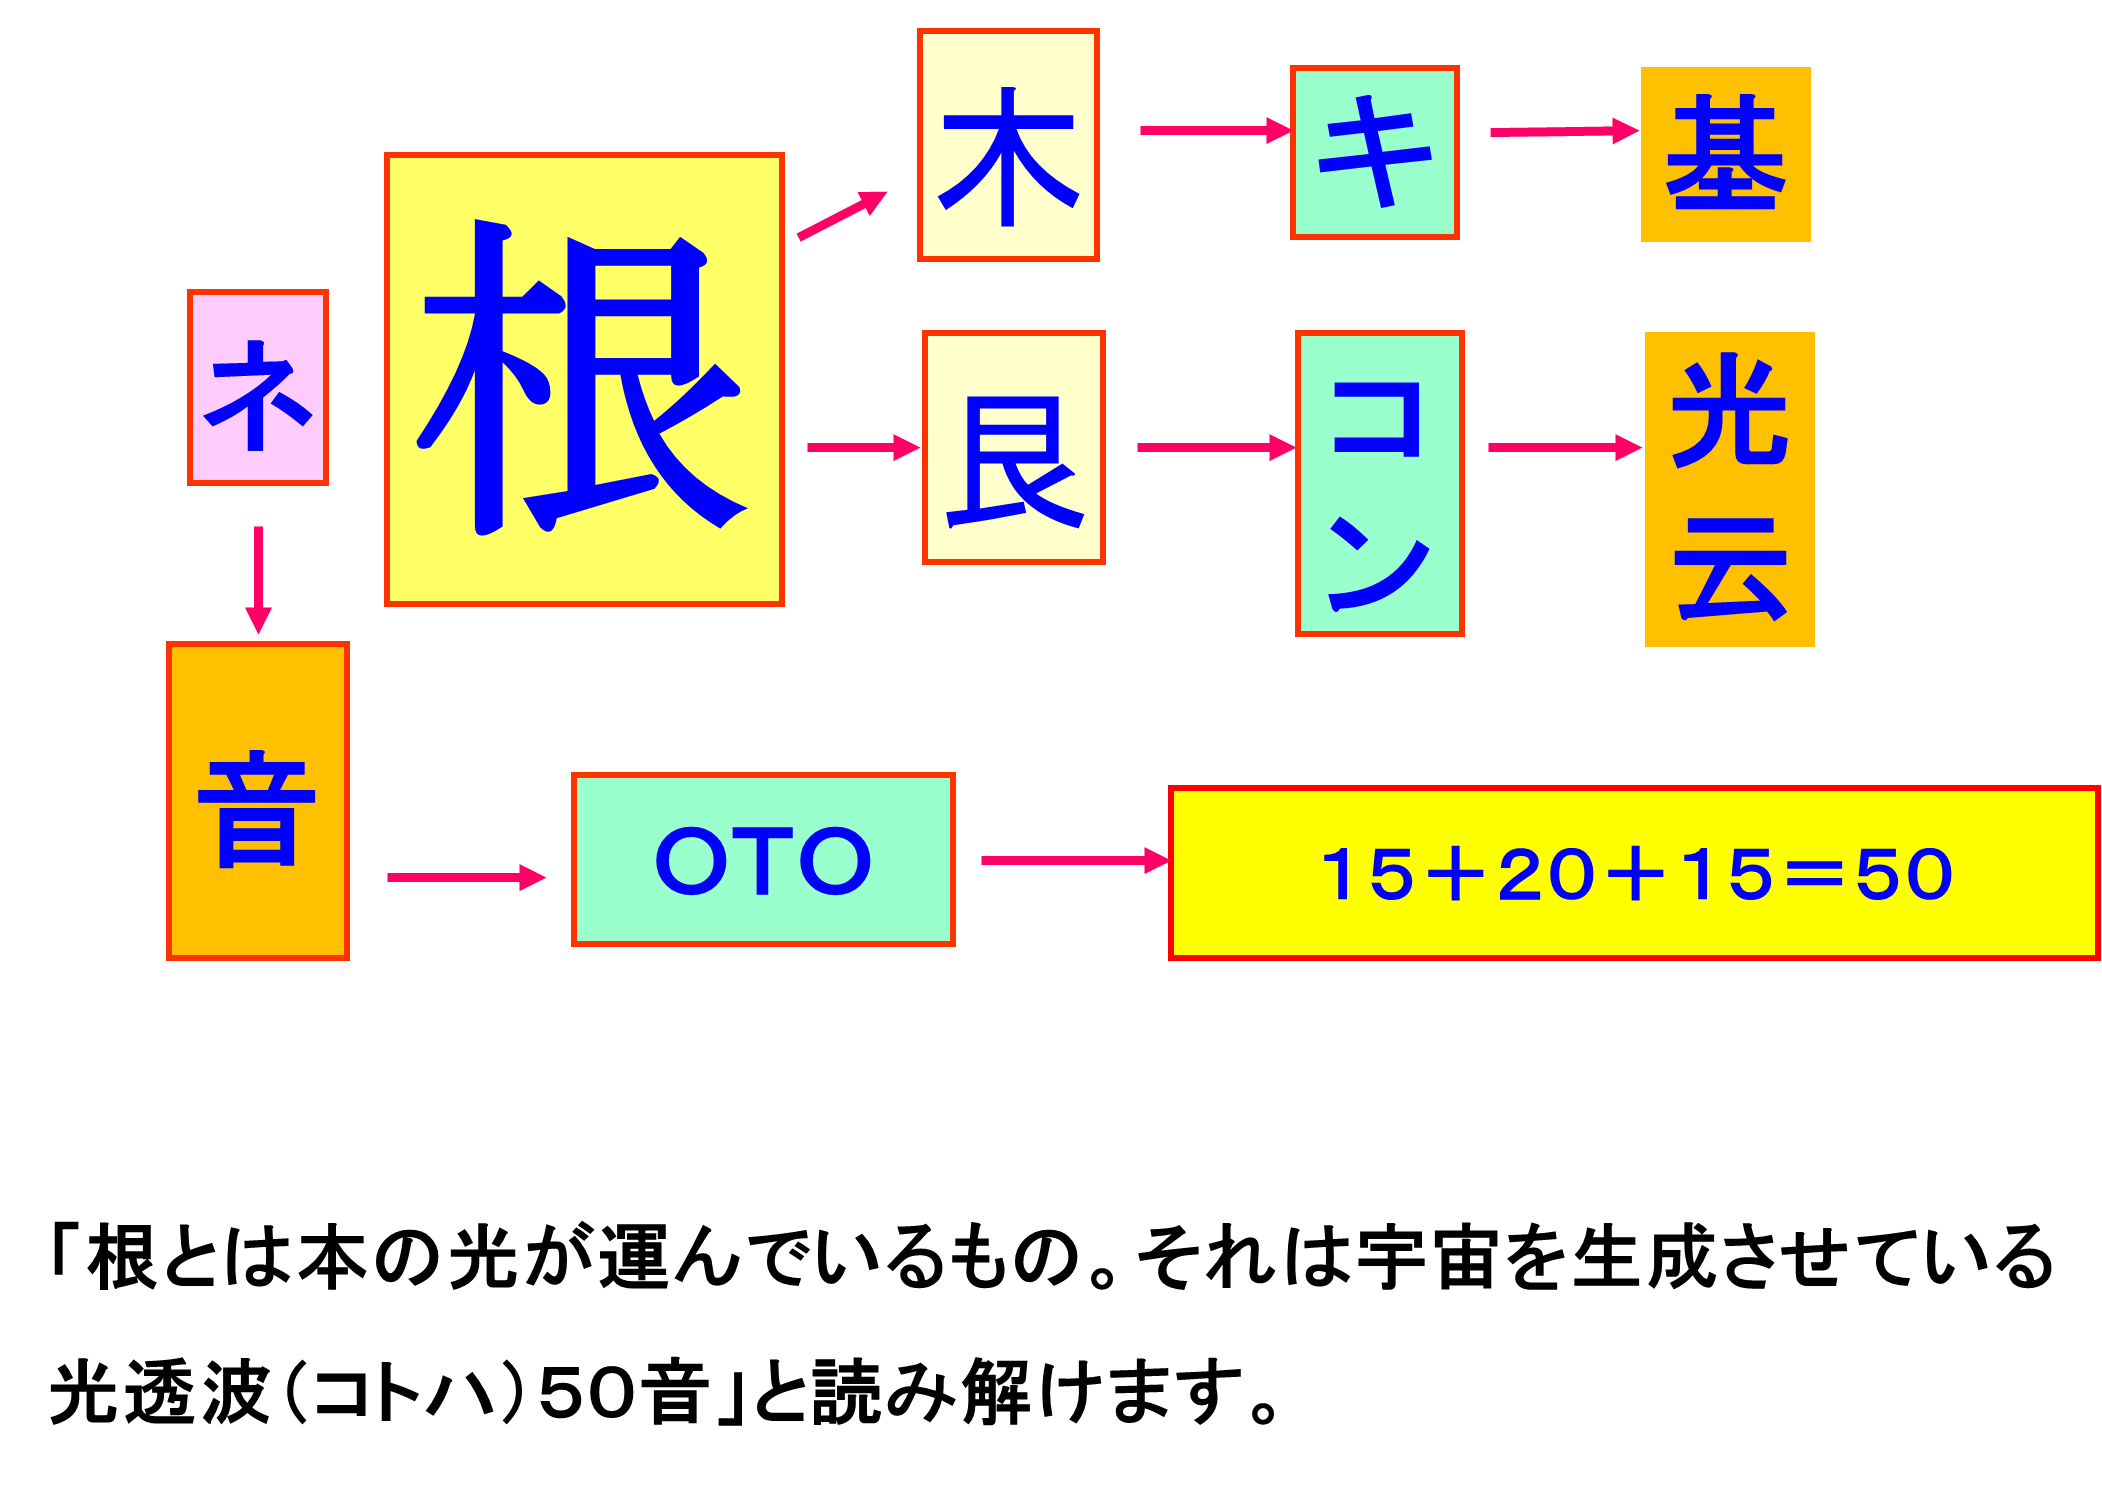 木
キ
基
ネ
根
艮
コン
光云
音
OTO
15+20+15=50
「根とは本の光が運んでいるもの。それは宇宙を生成させている
光透波(コトハ)50音」と読み解けます。